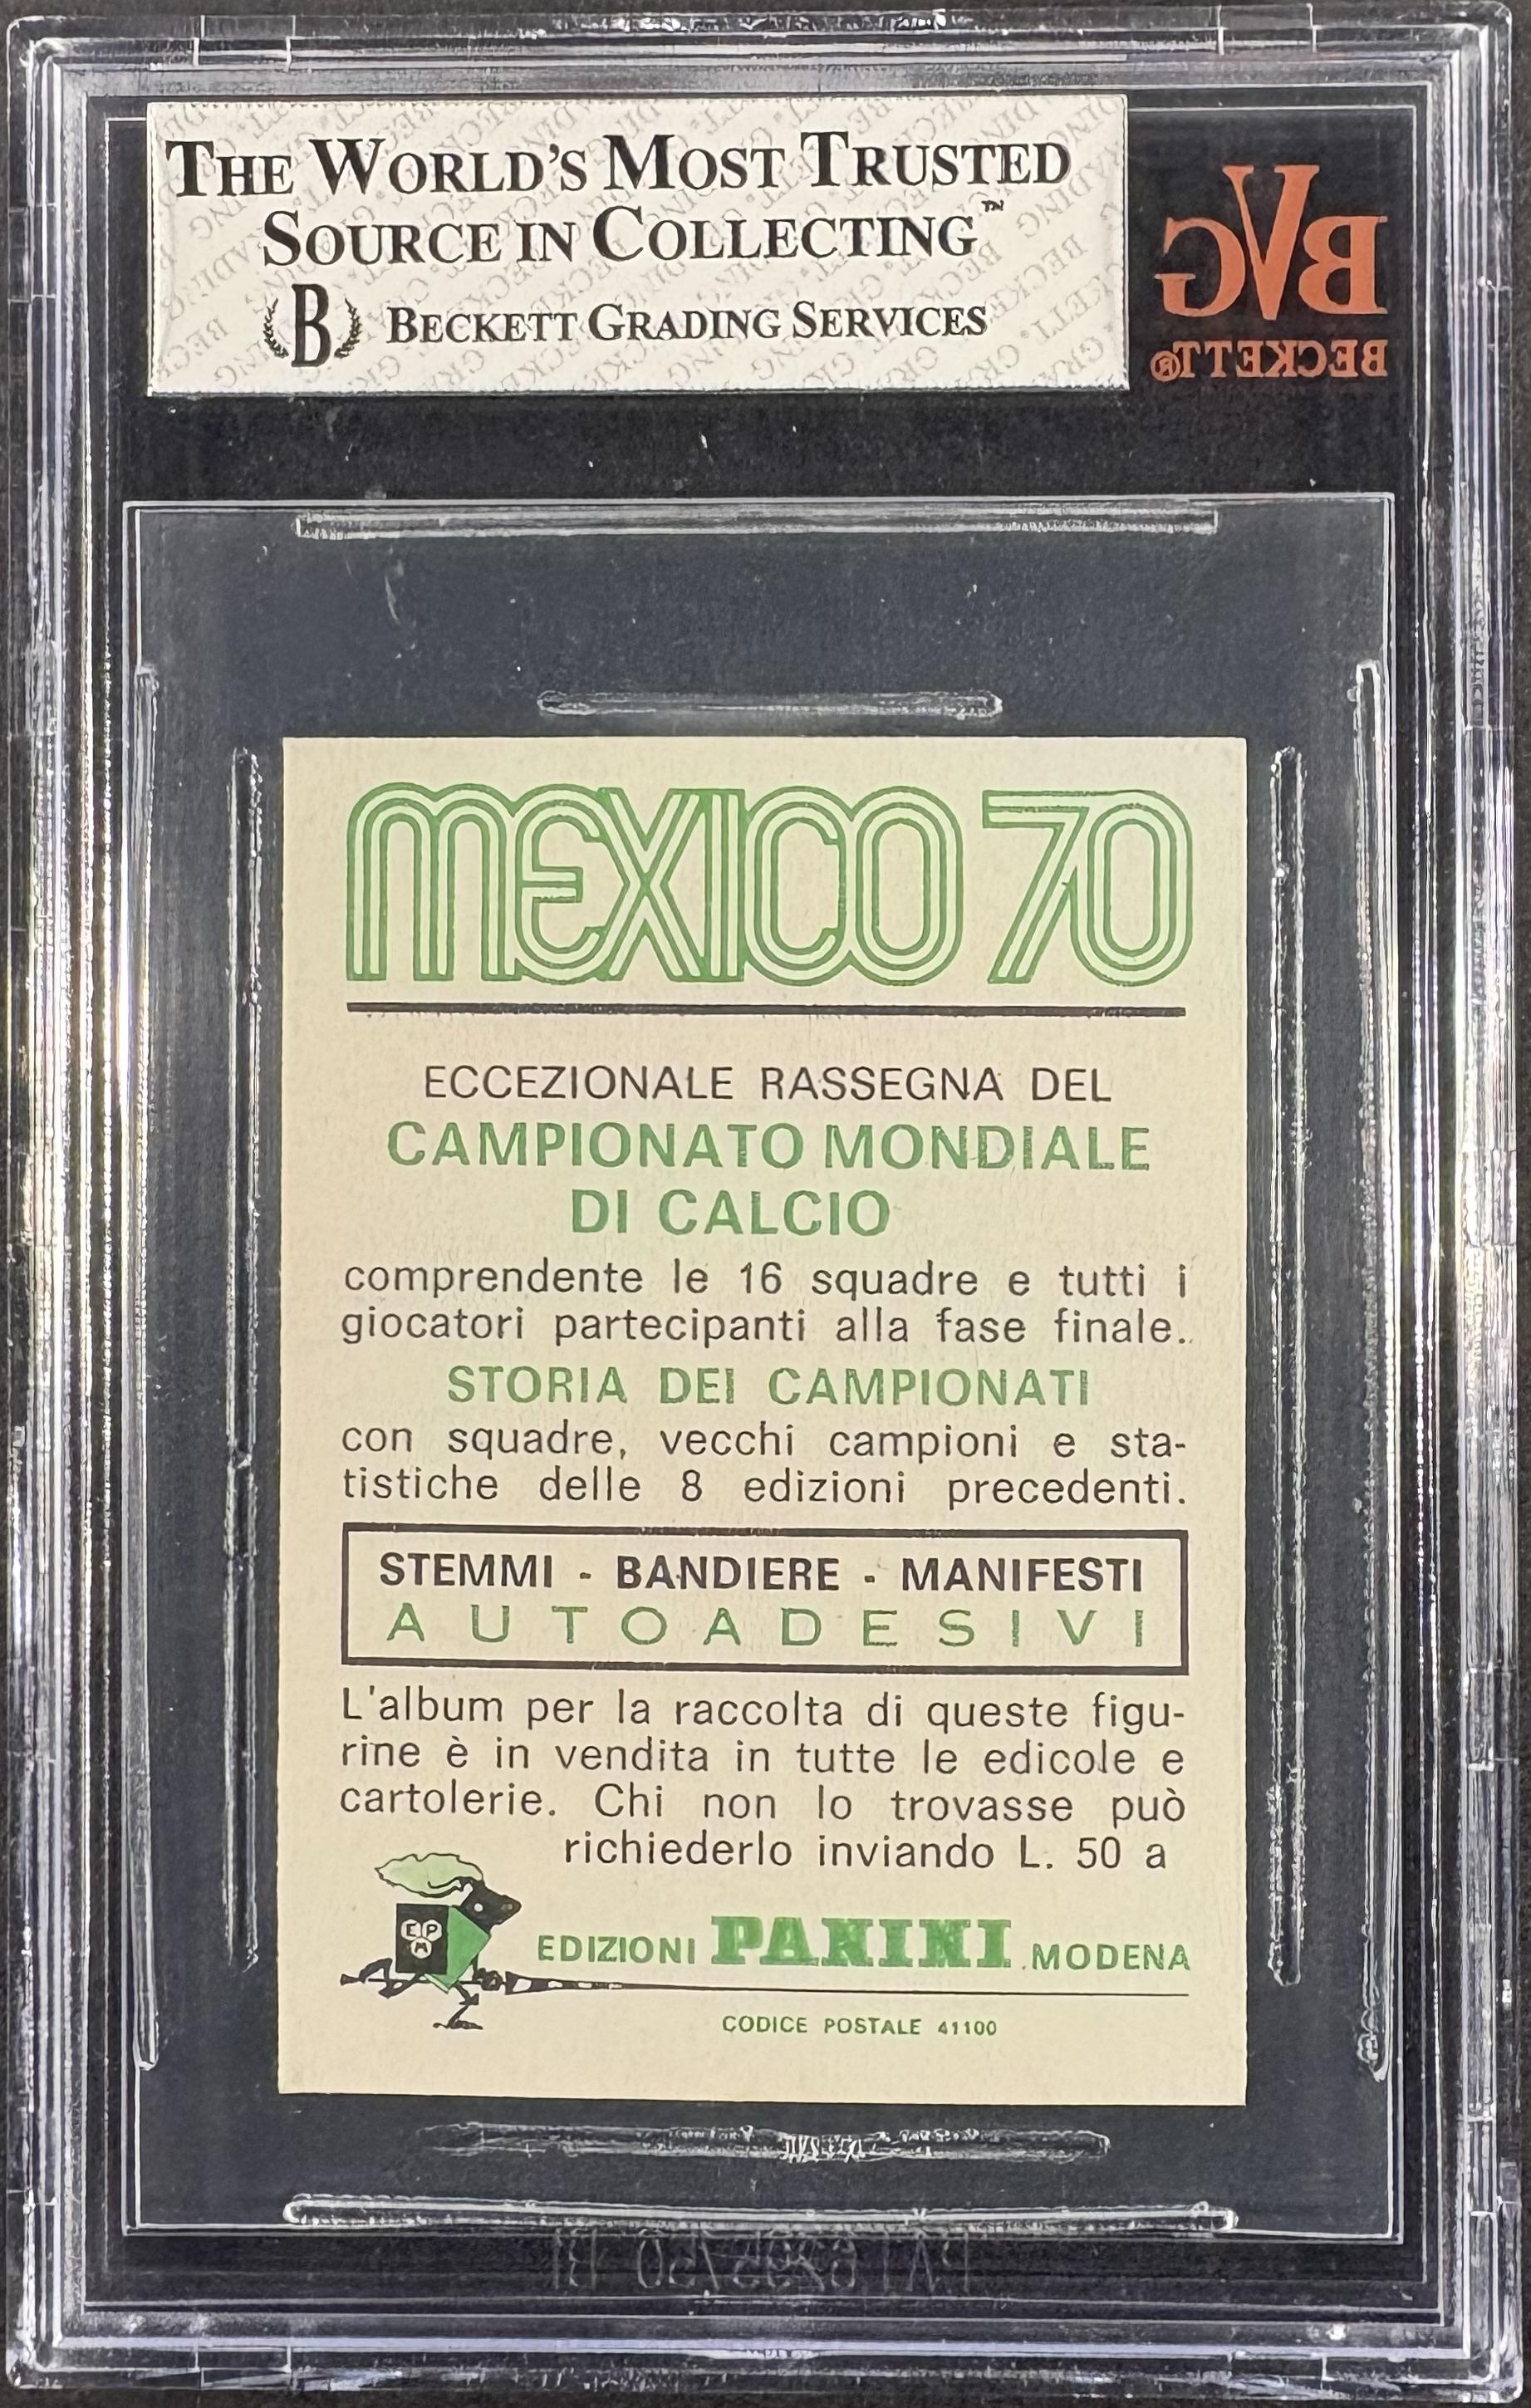 THE WORLD'S MOST TRUSTED
SOURCE IN COLLECTING™
B BECKETT GRADING SERVICES
BVG
BECKETT®
MEXICO 70
ECCEZIONALE RASSEGNA DEL
CAMPIONATO MONDIALE
DI CALCIO
comprendente le 16 squadre e tutti i
giocatori partecipanti alla fase finale.
STORIA DEI CAMPIONATI
con squadre, vecchi campioni e sta-
tistiche delle 8 edizioni precedenti.
STEMMI - BANDIERE - MANIFESTI
AUTOADESIVI
L'album per la raccolta di queste figu-
rine è in vendita in tutte le edicole e
cartolerie. Chi non lo trovasse può
richiederlo inviando L. 50 a
EPM
EDIZIONI PANINI MODENA
CODICE POSTALE 41100